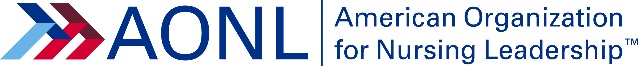 AONL
American Organization
for Nursing Leadership™